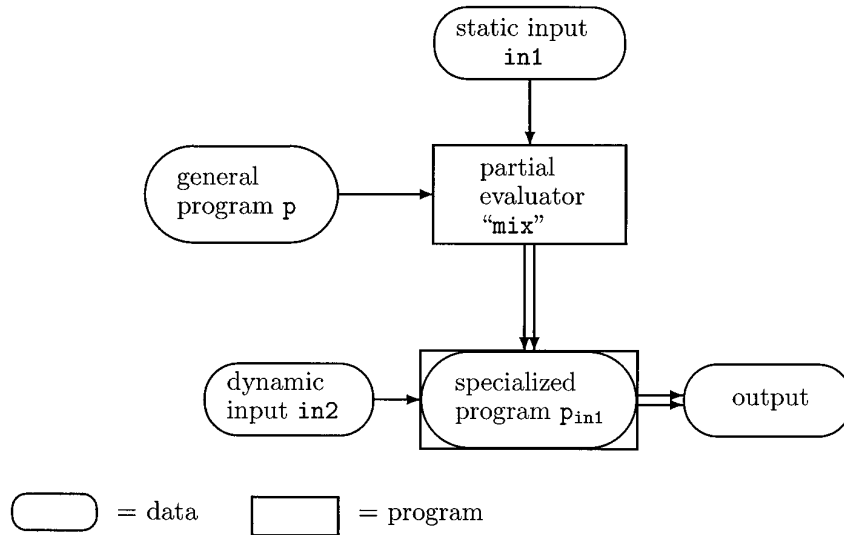 static input
in1
general
program p
partial
evaluator
“mix”
dynamic
input in2
specialized
program pin1
output
= data
= program